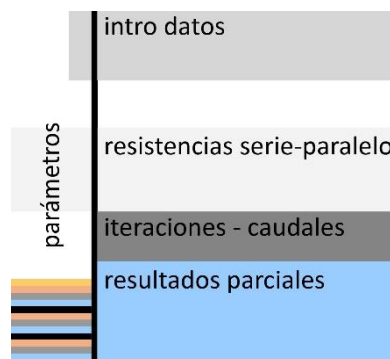 intro datos
parámetros
resistencias serie-paralelo
iteraciones - caudales
resultados parciales